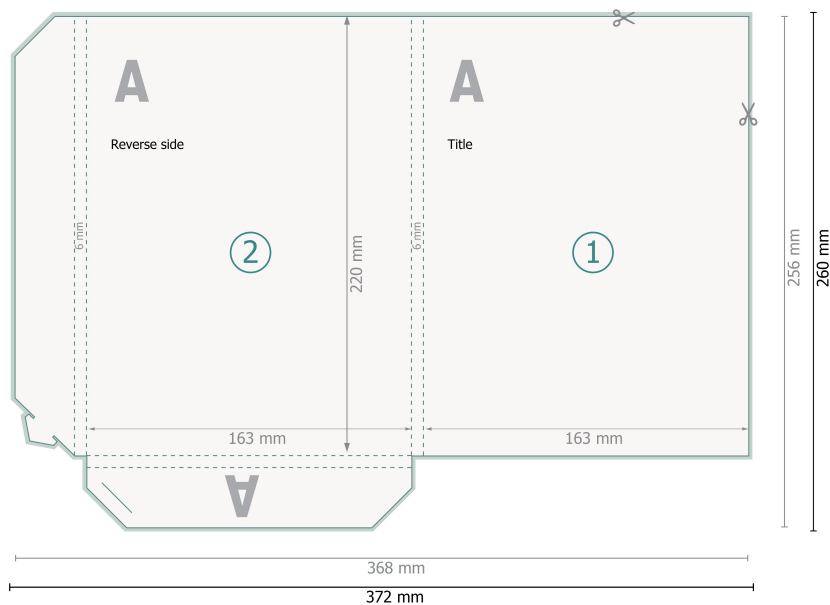 A
A
Reverse side
Title
6 mm
6 mm
2
1
220 mm
256 mm
260 mm
163 mm
163 mm
A
368 mm
372 mm